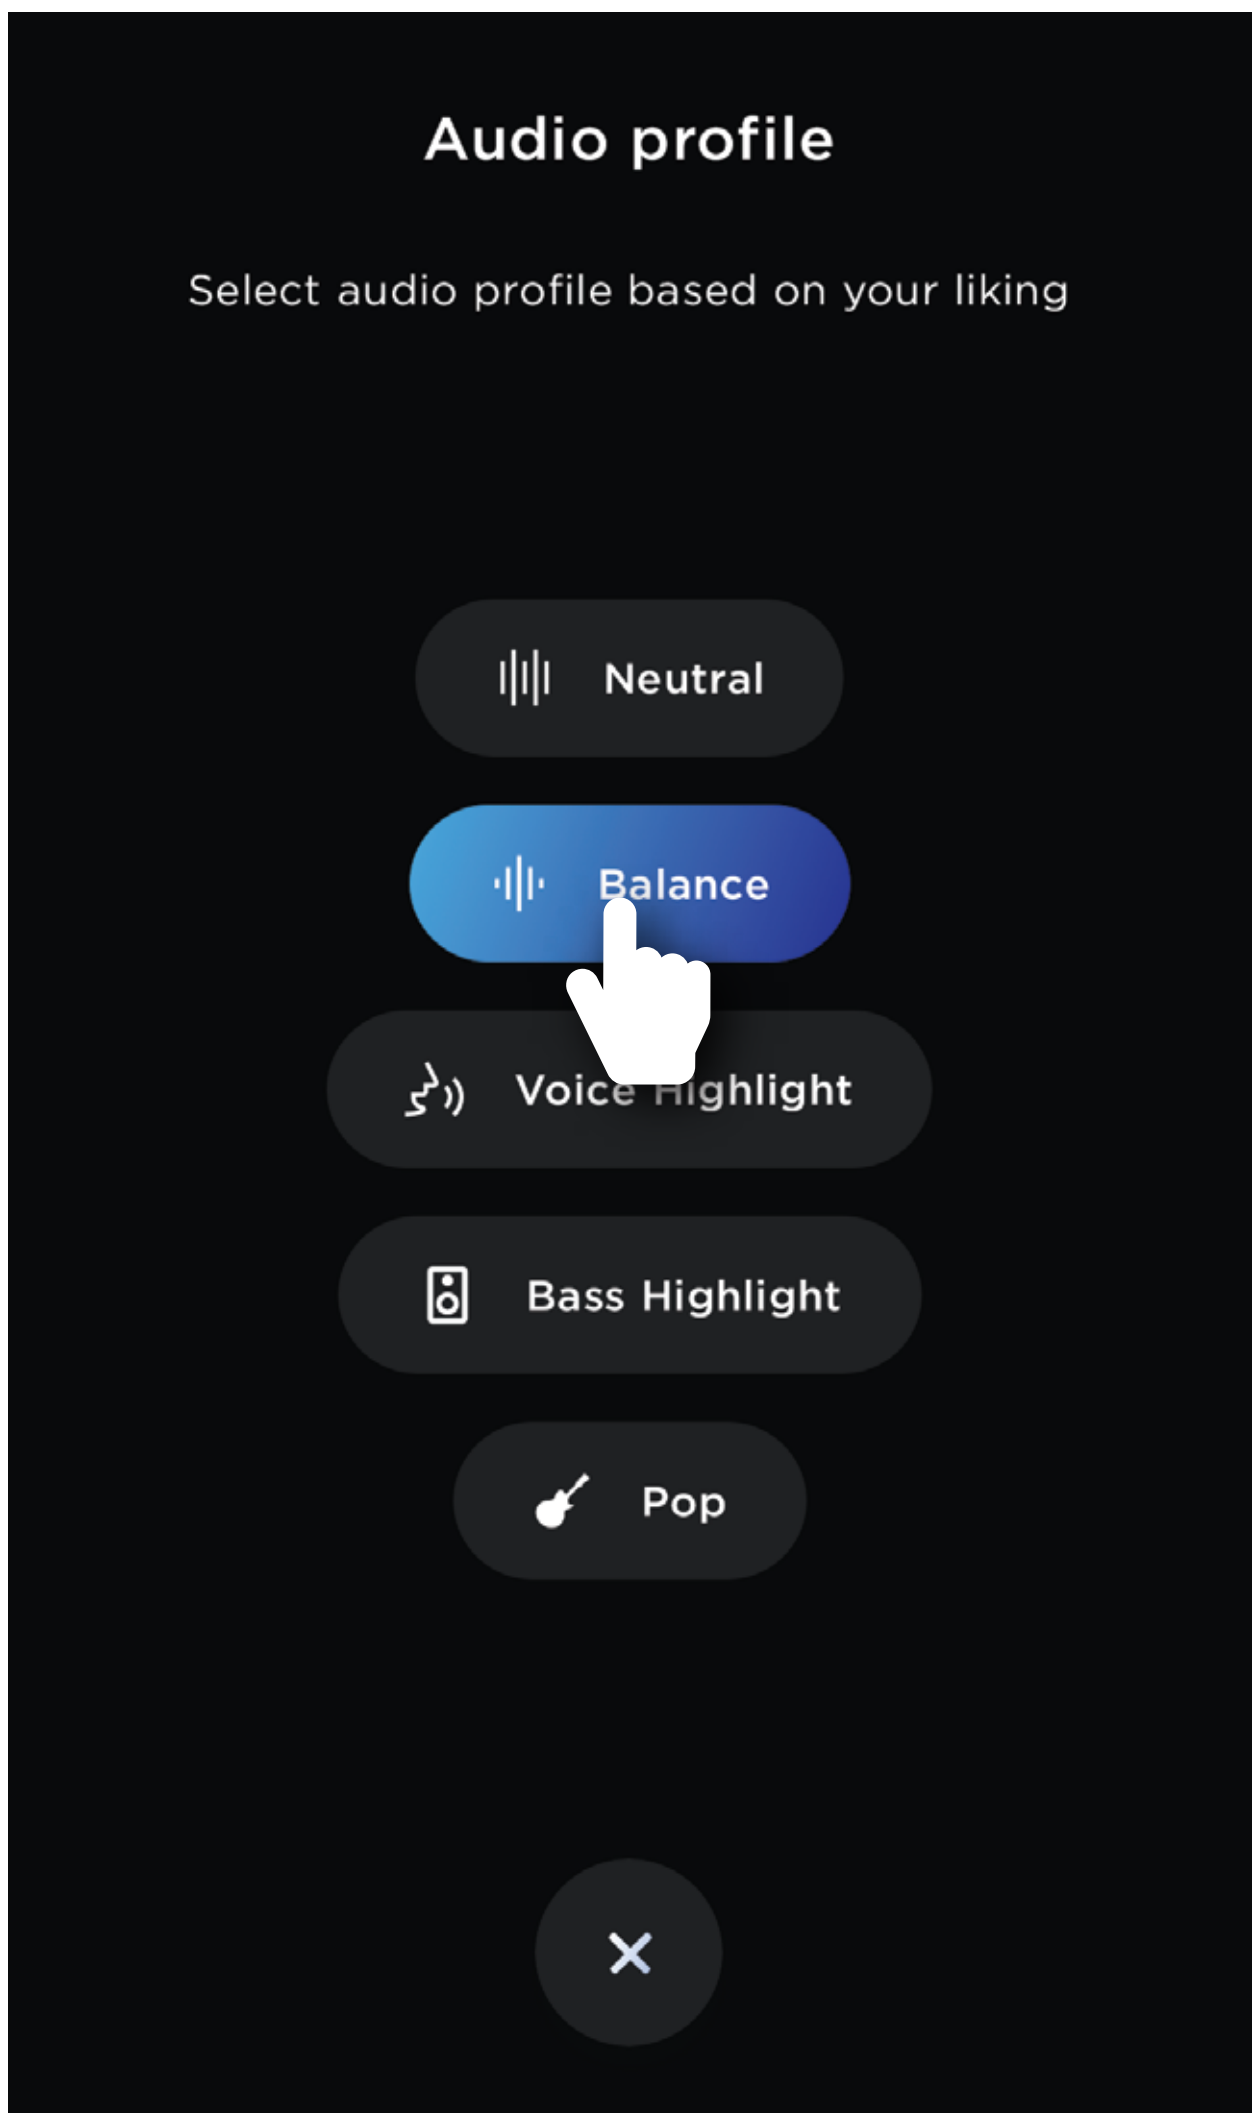 Audio profile
Select audio profile based on your liking
Neutral
Balance
Voice Highlight
Bass Highlight
Pop